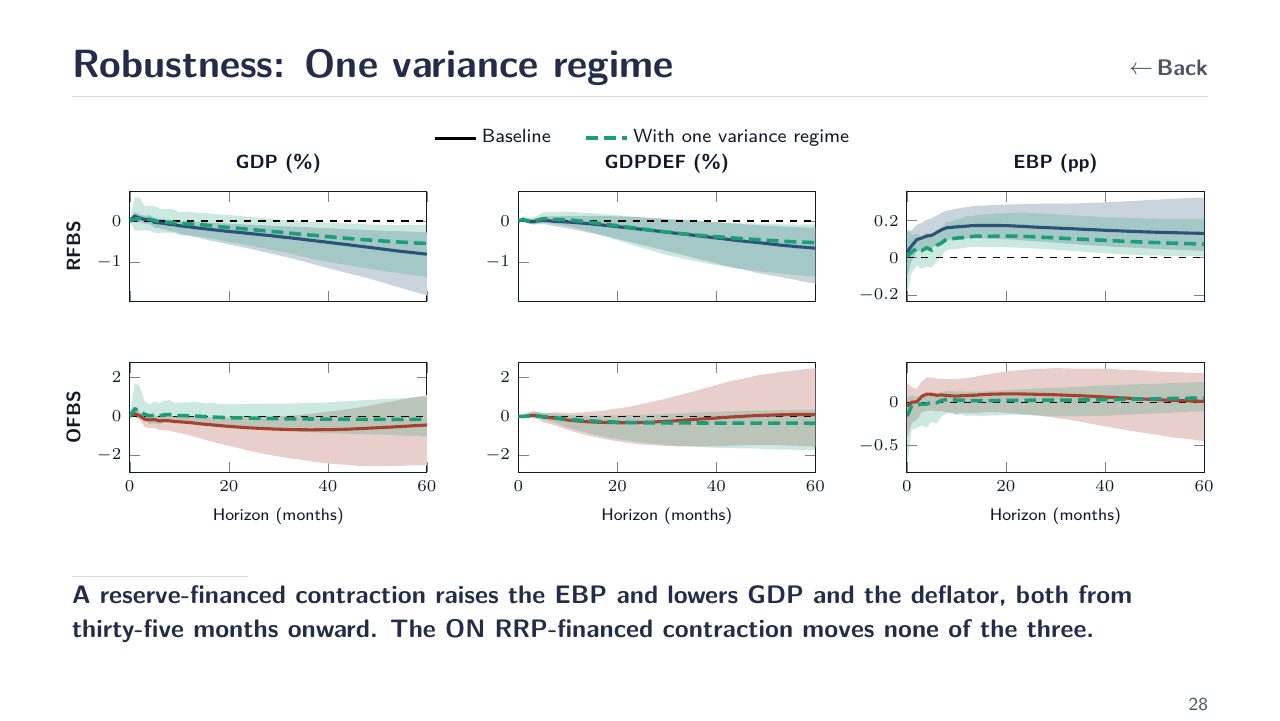 Robustness: One variance regime
← Back
Baseline
With one variance regime
GDP (%)
GDPDEF (%)
EBP (pp)
RFBS
0
−1
0
−1
0.2
0
−0.2
OFBS
2
0
−2
2
0
−2
0
−0.5
0 20 40 60
0 20 40 60
0 20 40 60
Horizon (months)
Horizon (months)
Horizon (months)
A reserve-financed contraction raises the EBP and lowers GDP and the deflator, both from
thirty-five months onward. The ON RRP-financed contraction moves none of the three.
28